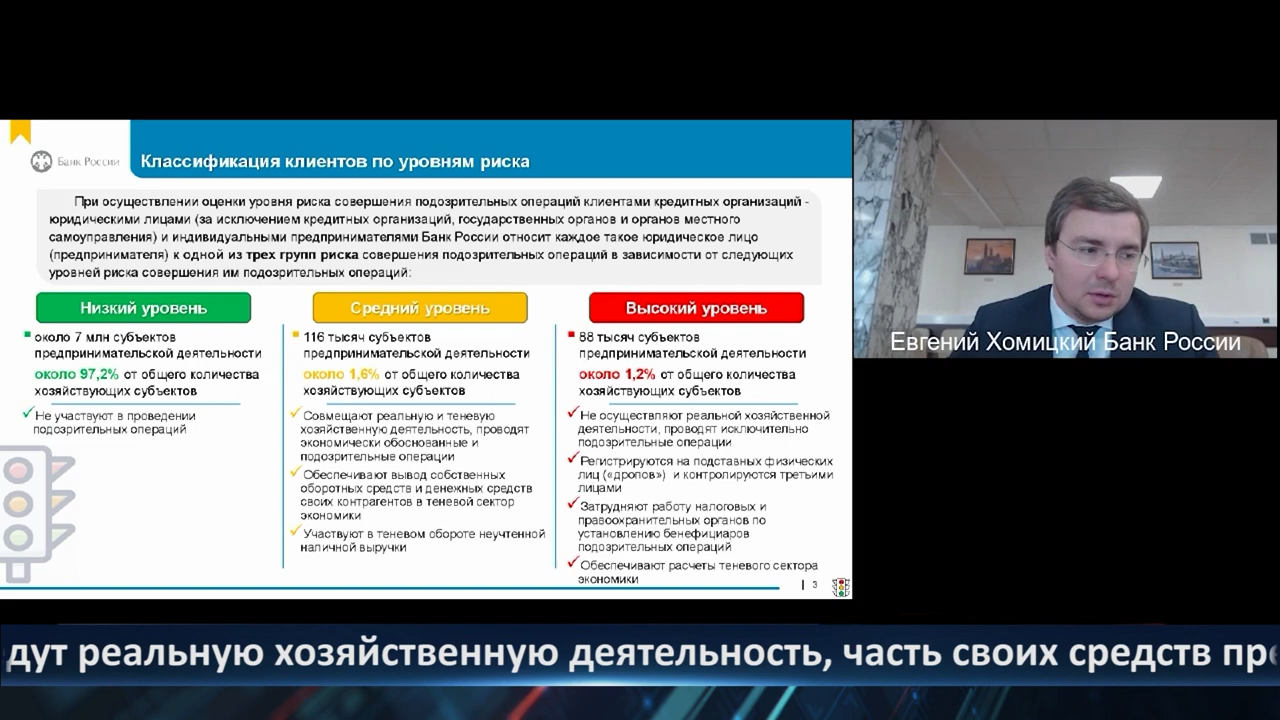 Банк России
Классификация клиентов по уровням риска
При осуществлении оценки уровня риска совершения подозрительных операций клиентами кредитных организаций -
юридическими лицами (за исключением кредитных организаций, государственных органов и органов местного
самоуправления) и индивидуальными предпринимателями Банк России относит каждое такое юридическое лицо
(предпринимателя) к одной из трех групп риска совершения подозрительных операций в зависимости от следующих
уровней риска совершения им подозрительных операций:
Низкий уровень
около 7 млн субъектов
предпринимательской деятельности
около 97,2% от общего количества
хозяйствующих субъектов
Не участвуют в проведении
подозрительных операций
Средний уровень
116 тысяч субъектов
предпринимательской деятельности
около 1,6% от общего количества
хозяйствующих субъектов
Совмещают реальную и теневую
хозяйственную деятельность, проводят
экономически обоснованные и
подозрительные операции
Обеспечивают вывод собственных
оборотных средств и денежных средств
своих контрагентов в теневой сектор
экономики
Участвуют в теневом обороте неучтенной
наличной выручки
Высокий уровень
88 тысяч субъектов
предпринимательской деятельности
около 1,2% от общего количества
хозяйствующих субъектов
Не осуществляют реальной хозяйственной
деятельности, проводят исключительно
подозрительные операции
Регистрируются на подставных физических
лиц («дропов») и контролируются третьими
лицами
Затрудняют работу налоговых и
правоохранительных органов по
установлению бенефициаров
подозрительных операций
Обеспечивают расчеты теневого сектора
экономики
3
Евгений Хомицкий Банк России
дут реальную хозяйственную деятельность, часть своих средств пре